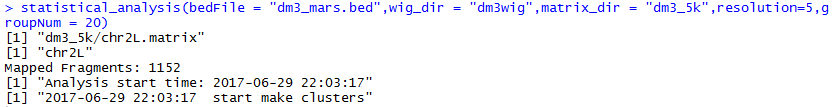 > statistical_analysis(bedFile = "dm3_mars.bed",wig_dir = "dm3wig",matrix_dir = "dm3_5k",resolution=5,g
roupNum = 20)
[1] "dm3_5k/chr2L.matrix"
[1] "chr2L"
Mapped Fragments: 1152
[1] "Analysis start time: 2017-06-29 22:03:17"
[1] "2017-06-29 22:03:17  start make clusters"